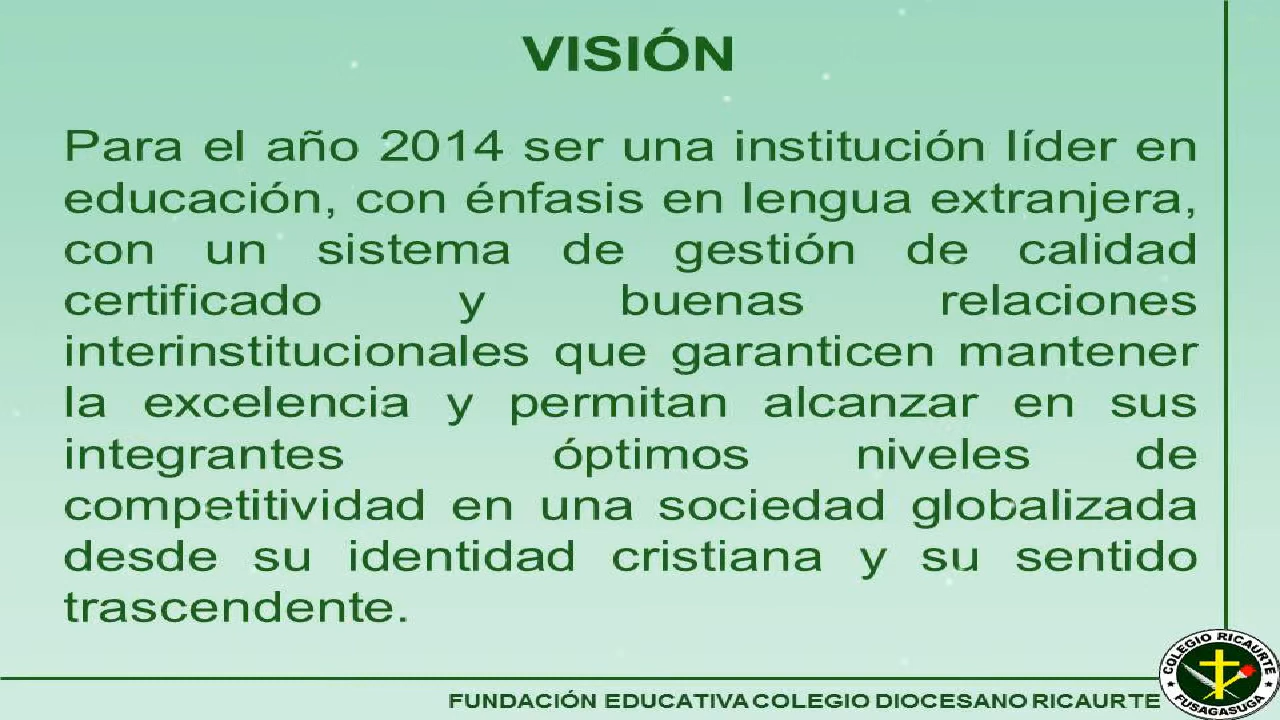 VISIÓN
Para el año 2014 ser una institución líder en
educación, con énfasis en lengua extranjera,
con un sistema de gestión de calidad
certificado y buenas relaciones
interinstitucionales que garanticen mantener
la excelencia y permitan alcanzar en sus
integrantes óptimos niveles de
competitividad en una sociedad globalizada
desde su identidad cristiana y su sentido
trascendente.
COLEGIO RICAURTE
FUSAGASUGA
FUNDACIÓN EDUCATIVA COLEGIO DIOCESANO RICAURTE